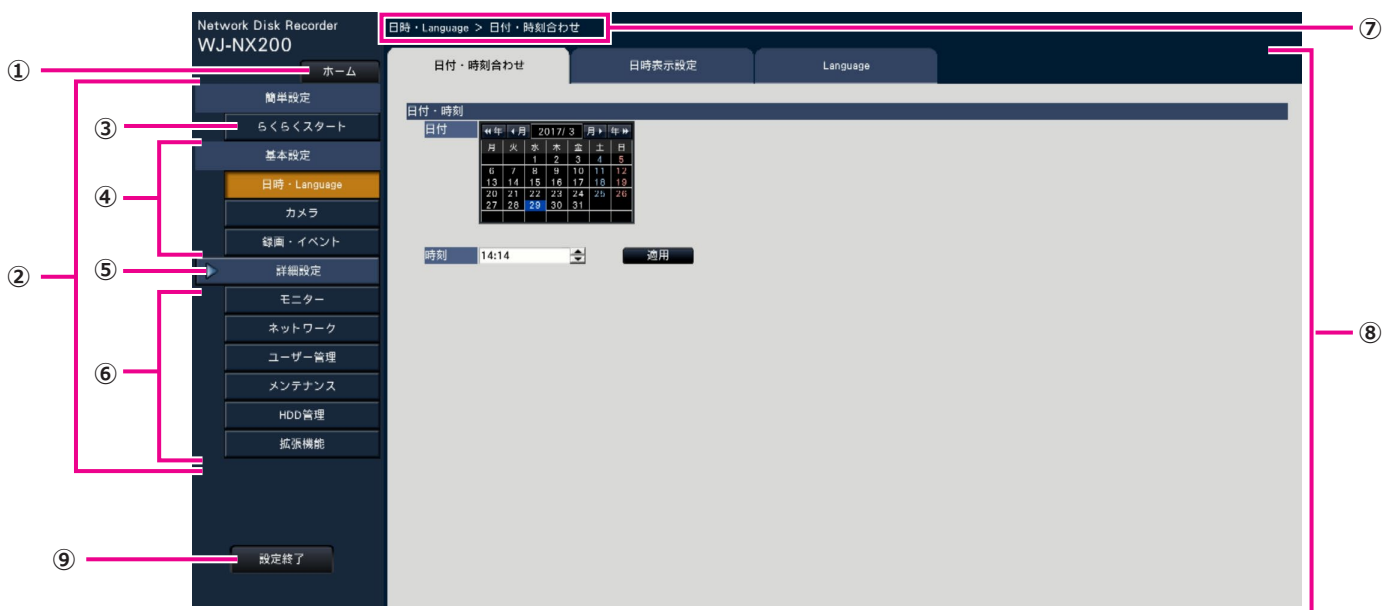 Network Disk Recorder
WJ-NX200
日時・Language > 日付・時刻合わせ
⑦
① ホーム
日付・時刻合わせ 日時表示設定 Language
② 簡単設定
③ らくらくスタート
④ 基本設定
日時・Language
カメラ
録画・イベント
⑤ 詳細設定
⑥ モニター
ネットワーク
ユーザー管理
メンテナンス
HDD管理
拡張機能
⑨ 設定終了
日付・時刻
日付
年 月 2017/ 3 月 年
月 火 水 木 金 土 日
1 2 3 4 5
6 7 8 9 10 11 12
13 14 15 16 17 18 19
20 21 22 23 24 25 26
27 28 29 30 31
時刻 14:14 適用
⑧